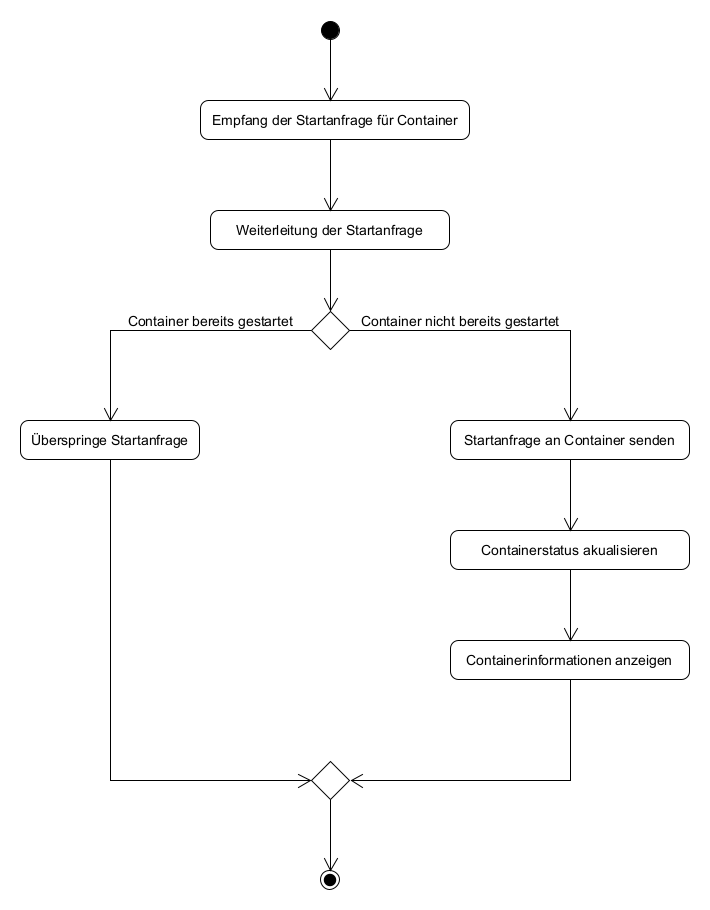 Empfang der Startanfrage für Container
Weiterleitung der Startanfrage
Container bereits gestartet
Container nicht bereits gestartet
Überspringe Startanfrage
Startanfrage an Container senden
Containerstatus akualisieren
Containerinformationen anzeigen